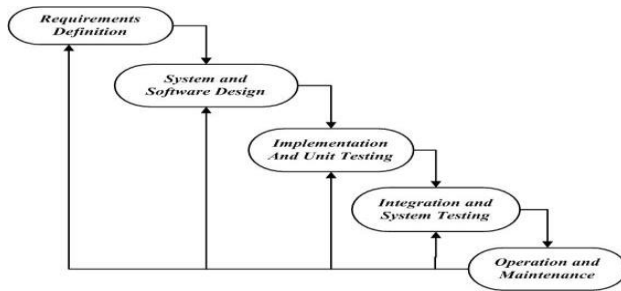 Requirements
Definition
System and
Software Design
Implementation
And Unit Testing
Integration and
System Testing
Operation and
Maintenance